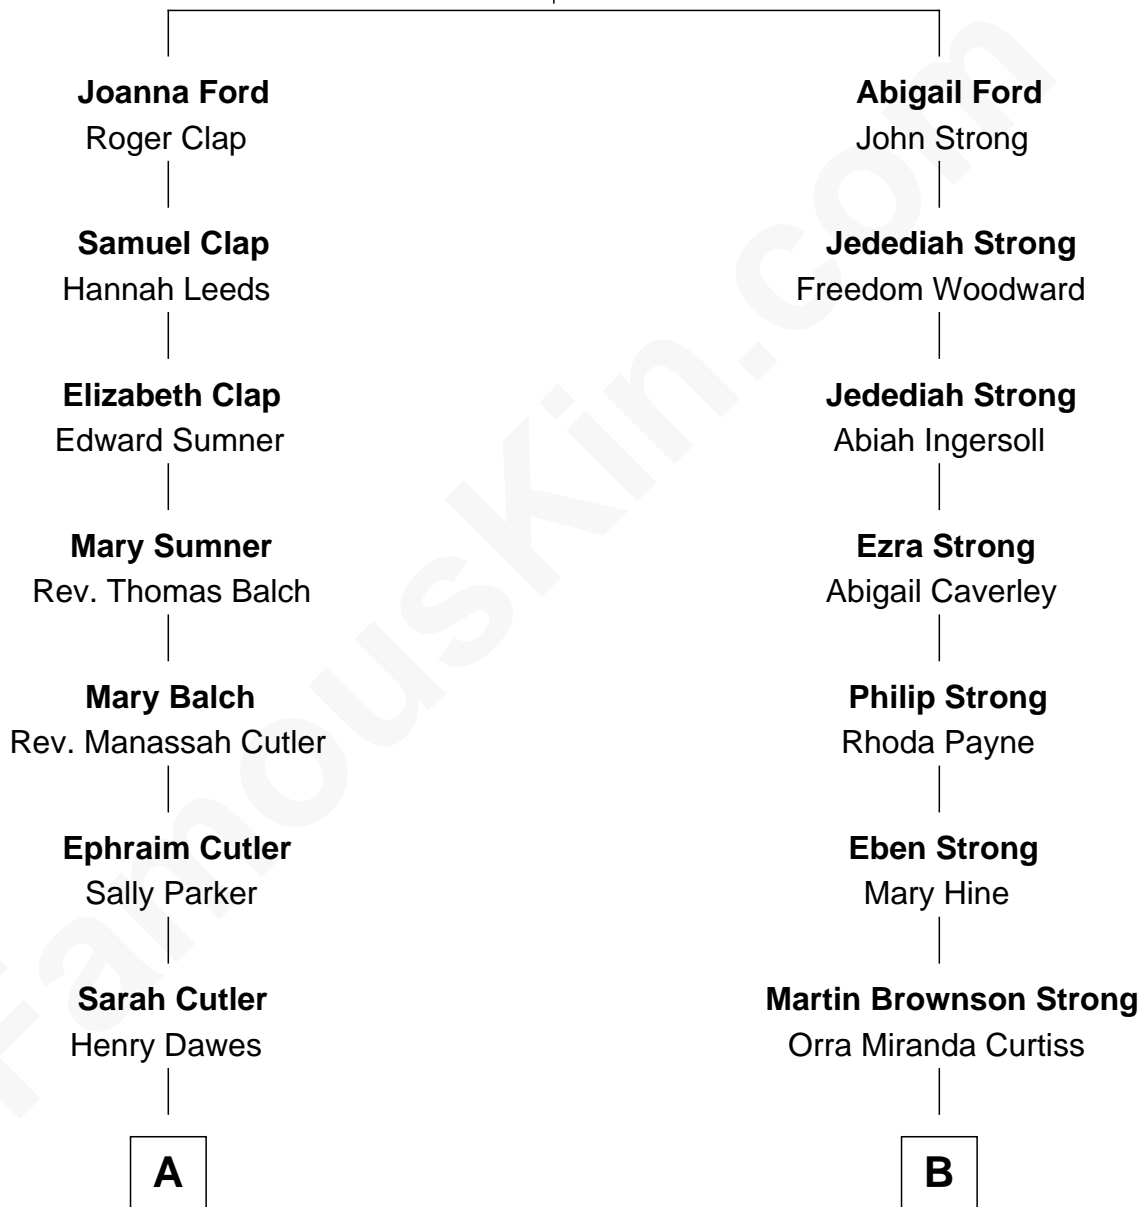 Joanna Ford
Roger Clap
Abigail Ford
John Strong
Samuel Clap
Hannah Leeds
Jedediah Strong
Freedom Woodward
Elizabeth Clap
Edward Sumner
Jedediah Strong
Abiah Ingersoll
Mary Sumner
Rev. Thomas Balch
Ezra Strong
Abigail Caverley
Mary Balch
Rev. Manassah Cutler
Philip Strong
Rhoda Payne
Ephraim Cutler
Sally Parker
Eben Strong
Mary Hine
Sarah Cutler
Henry Dawes
Martin Brownson Strong
Orra Miranda Curtiss
A
B
FamousKin.com